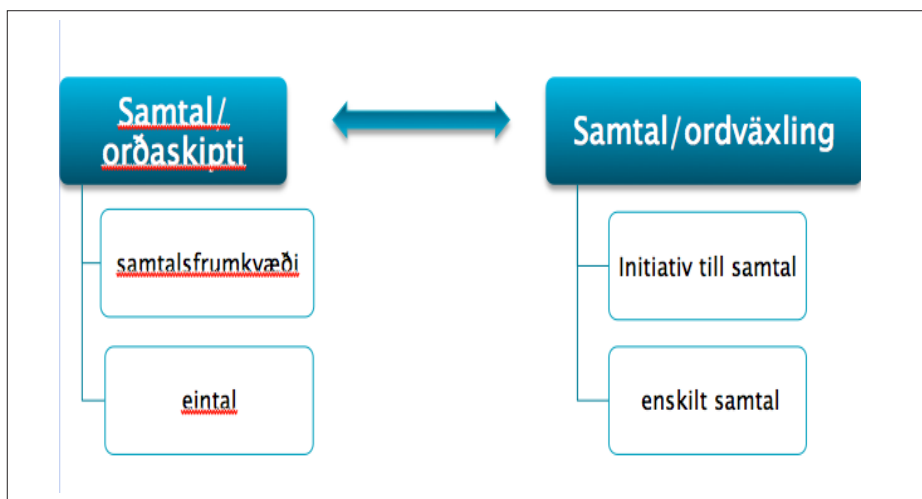 Samtal/
orðaskipti
samtalsfrumkvæði
eintal
Samtal/ordväxling
Initiativ till samtal
enskilt samtal